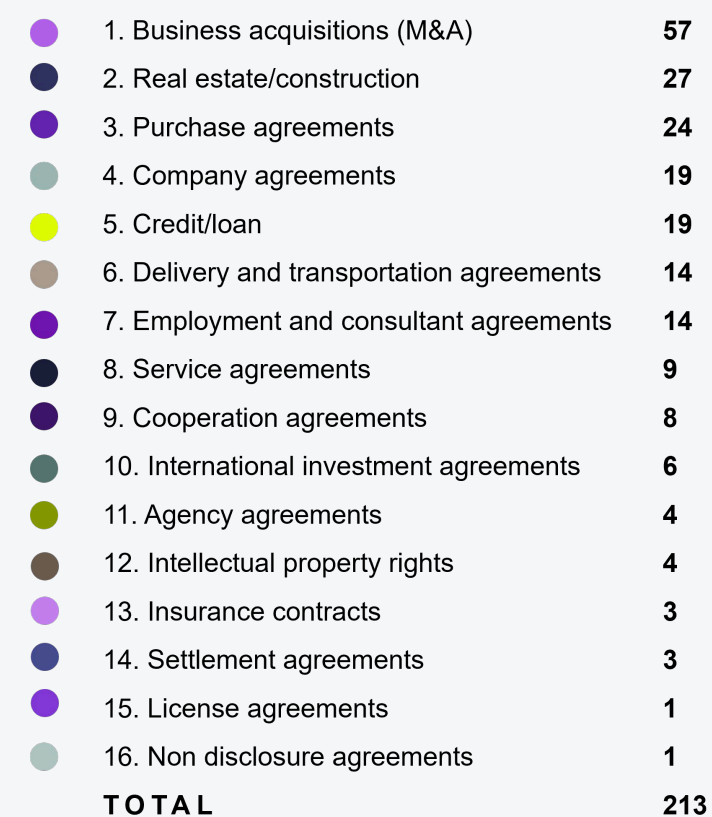 1. Business acquisitions (M&A) 57
2. Real estate/construction 27
3. Purchase agreements 24
4. Company agreements 19
5. Credit/loan 19
6. Delivery and transportation agreements 14
7. Employment and consultant agreements 14
8. Service agreements 9
9. Cooperation agreements 8
10. International investment agreements 6
11. Agency agreements 4
12. Intellectual property rights 4
13. Insurance contracts 3
14. Settlement agreements 3
15. License agreements 1
16. Non disclosure agreements 1
TOTAL 213